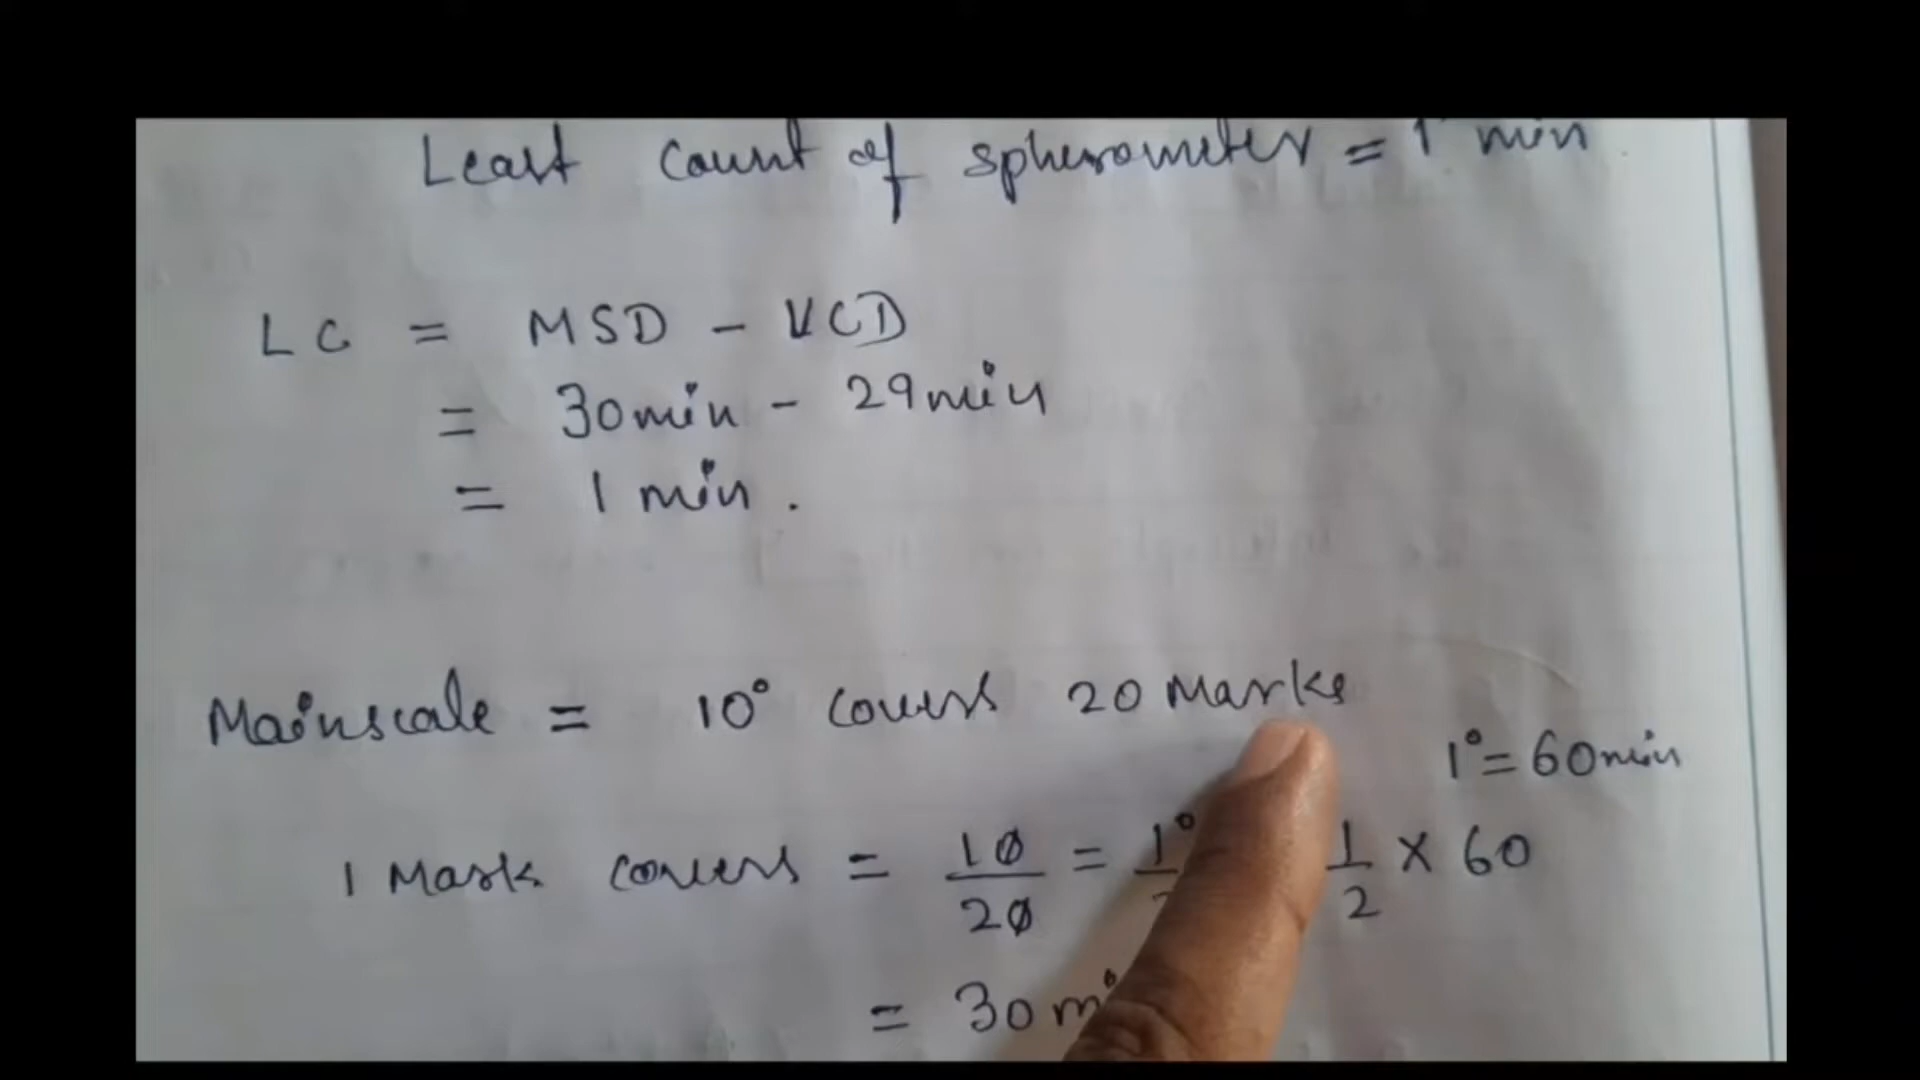 Least count of spherometer = 1 min
LC = MSD - VCD
= 30min - 29min
= 1 min.
Mainscale = 10° covers 20 Marks
1° = 60min
1 Mark covers = 10/20 = 1° 1/2 × 60
= 30